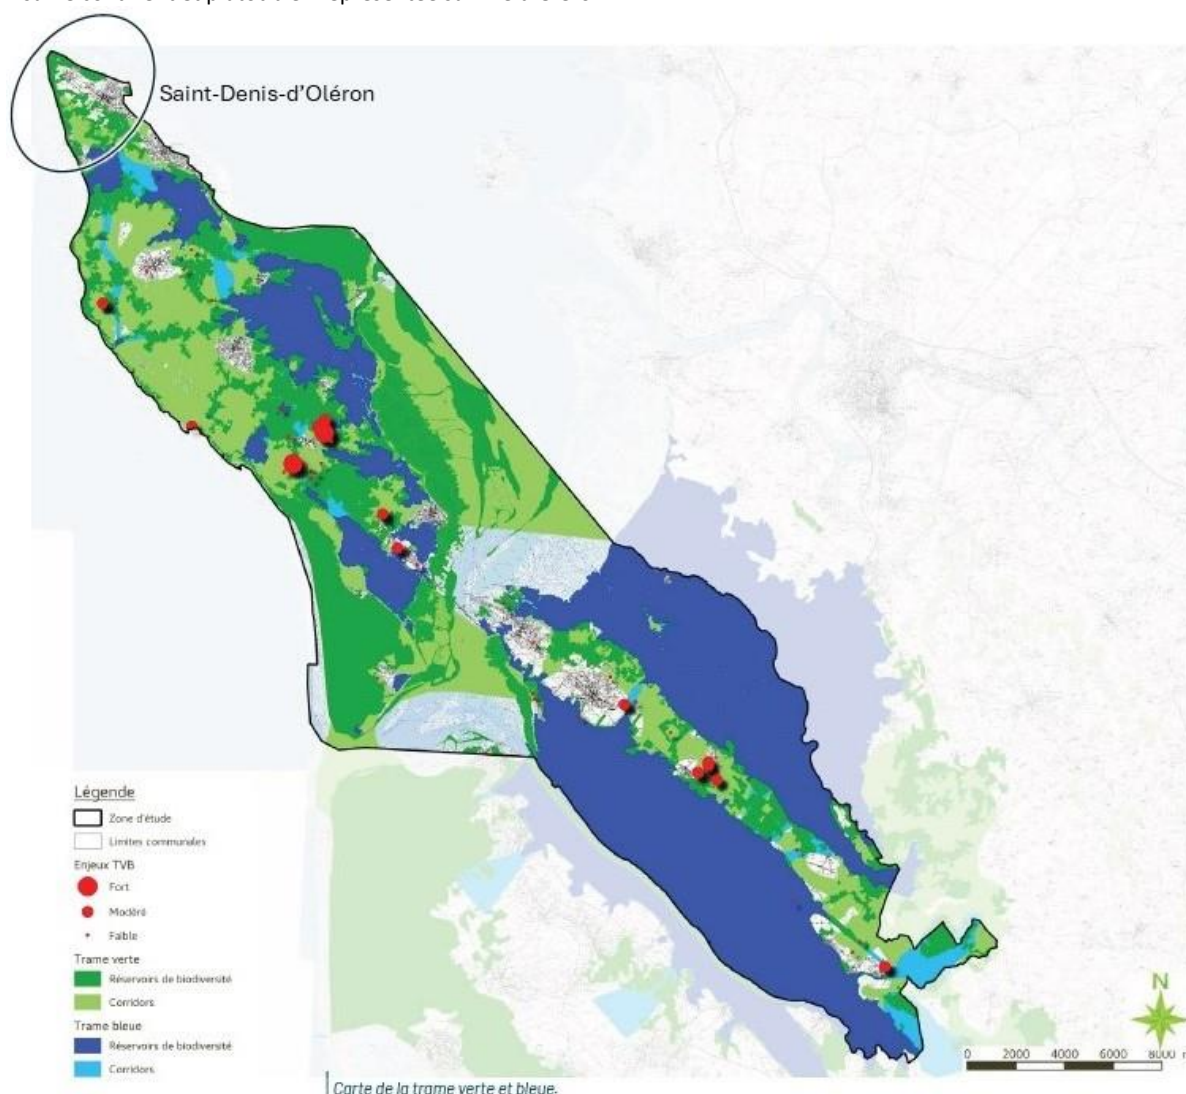 Saint-Denis-d'Oléron
Légende
Zone d'étude
Limites communales
Enjeux TVB
Fort
Modéré
Faible
Trame verte
Réservoirs de biodiversité
Corridors
Trame bleue
Réservoirs de biodiversité
Corridors
N
0 2000 4000 6000 8000
Carte de la trame verte et bleue.